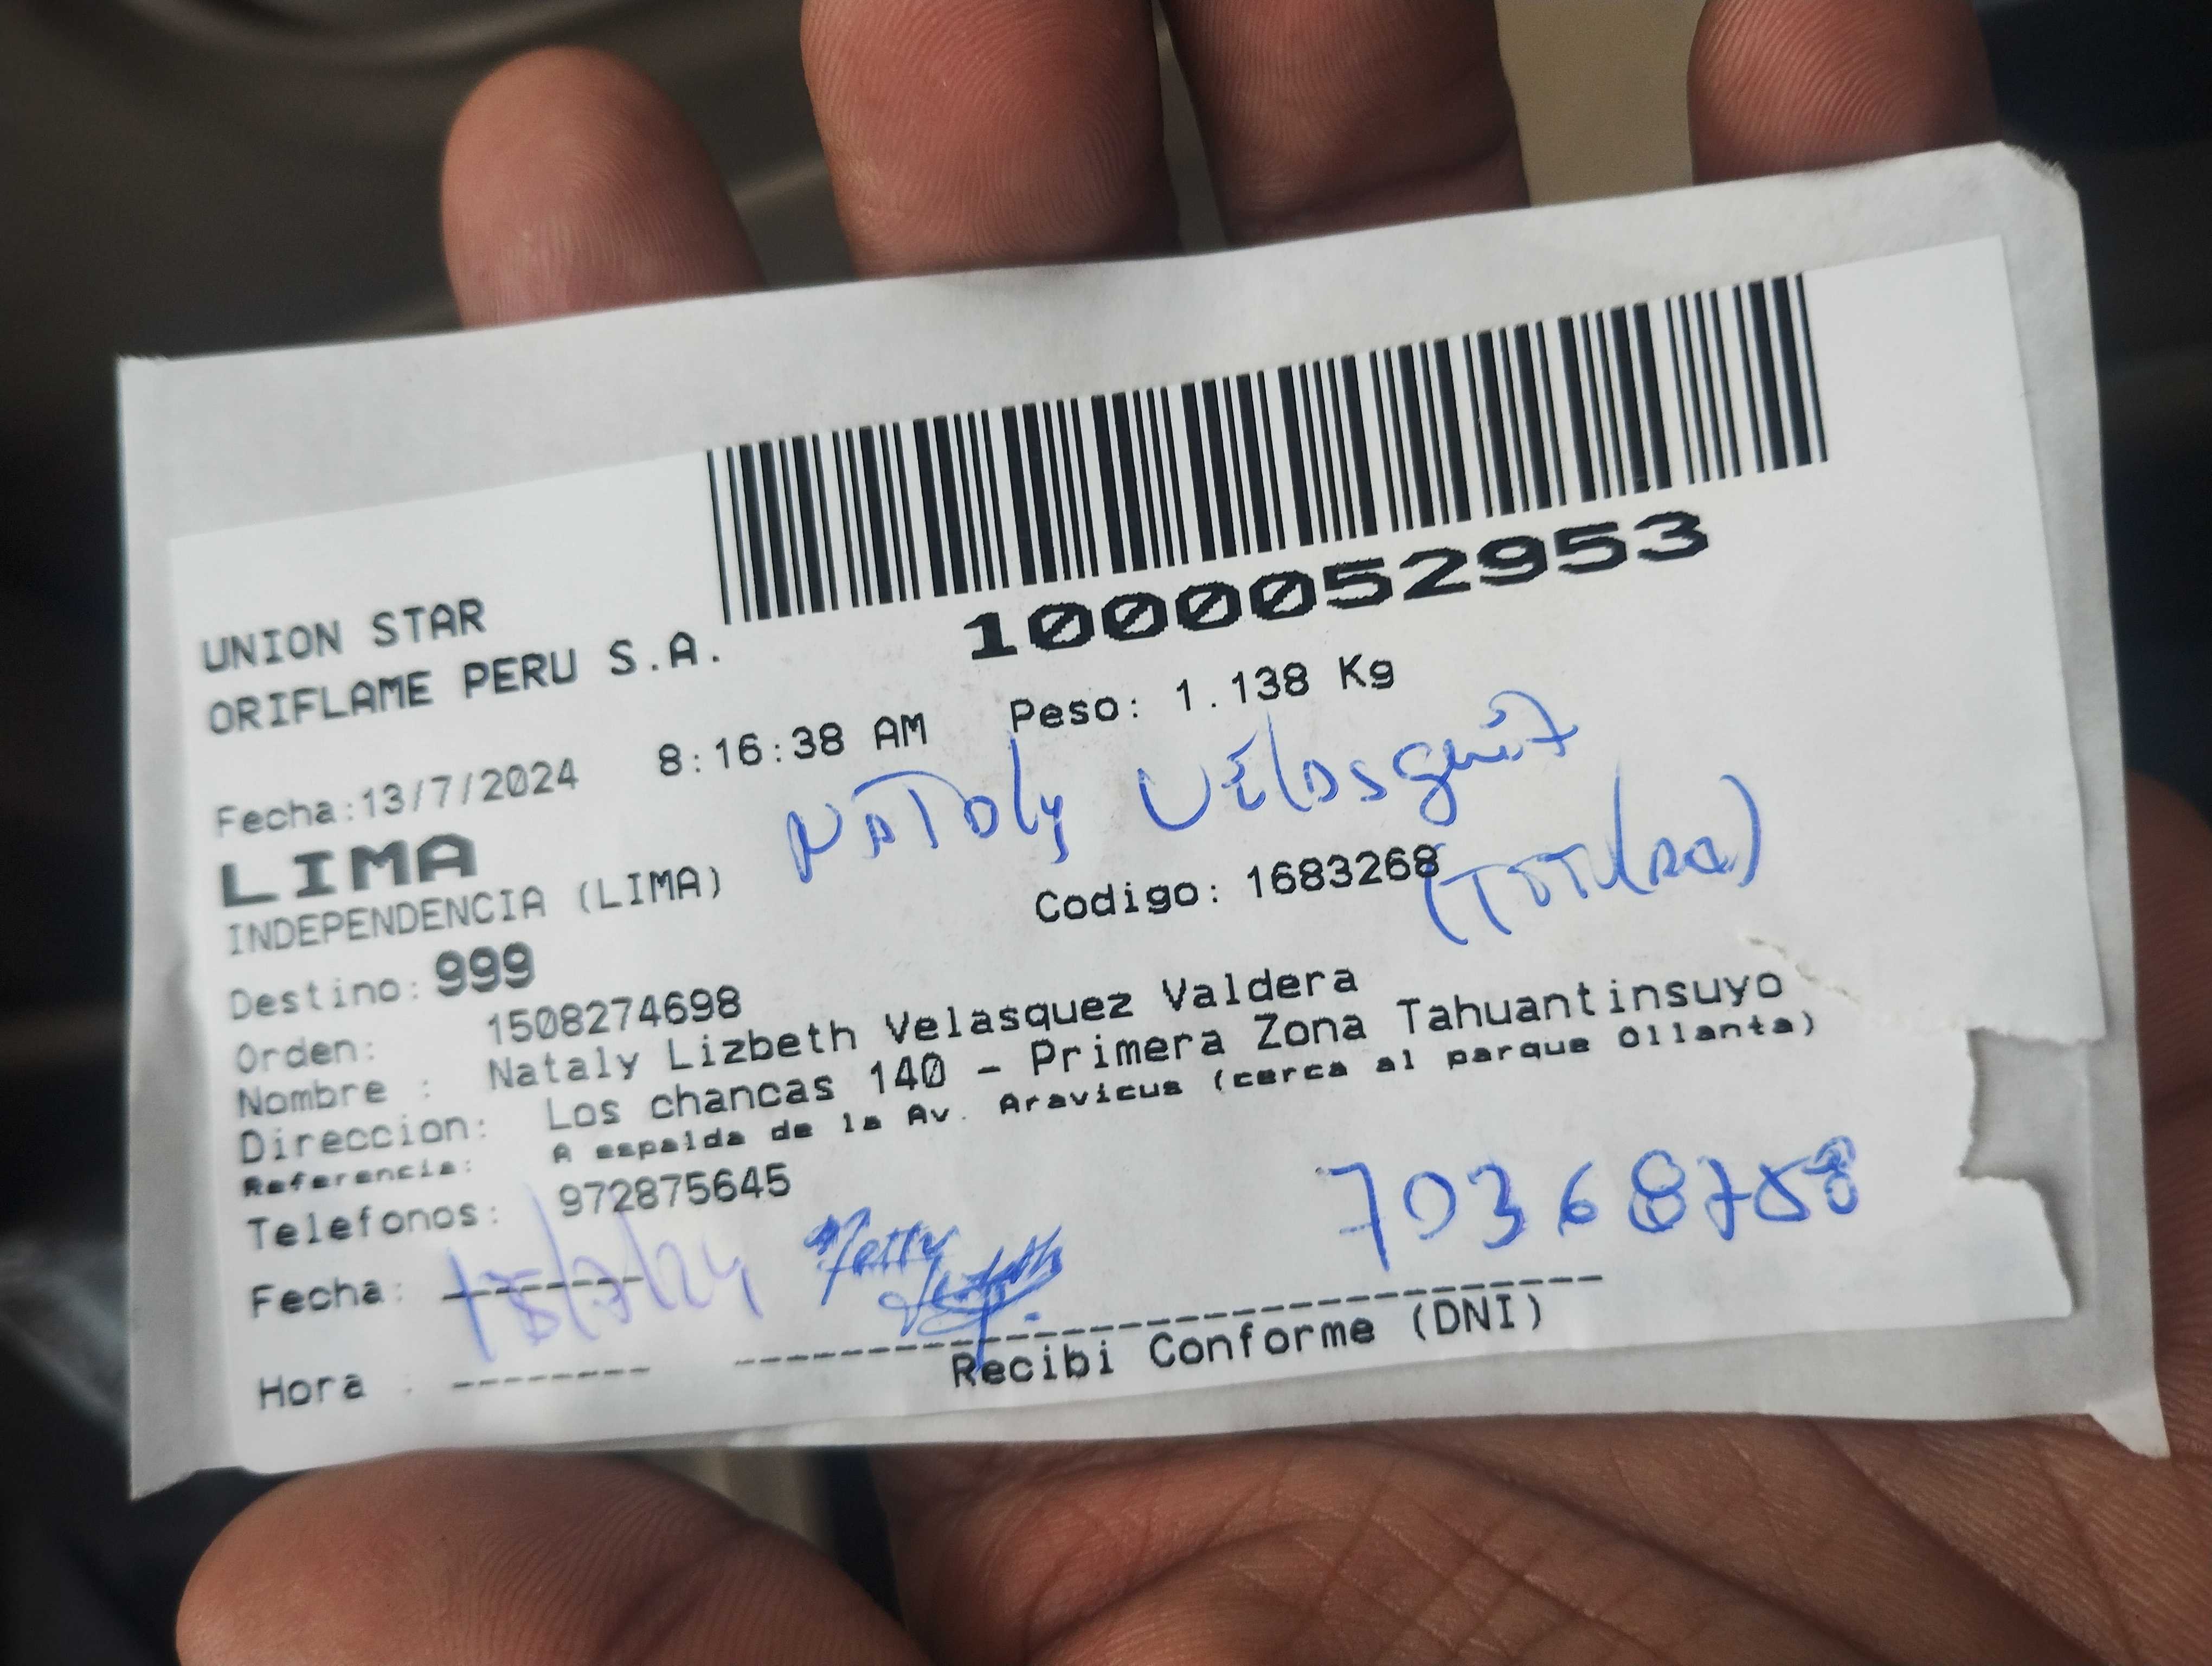 1000052953
UNION STAR
ORIFLAME PERU S.A.
Fecha:13/7/2024 8:16:38 AM Peso: 1.138 Kg
LIMA
NATALY
INDEPENDENCIA (LIMA)
Codigo: 1683268
Destino: 999
Orden: 1508274698
Nombre : Nataly Lizbeth Velasquez Valdera
Direccion: Los chancas 140 - Primera Zona Tahuantinsuyo
Referencia: A espalda de la Av. Aravicus (cerca al parque Ollanta)
Telefonos: 972875645
Fecha:
Hora :
Recibi Conforme (DNI)